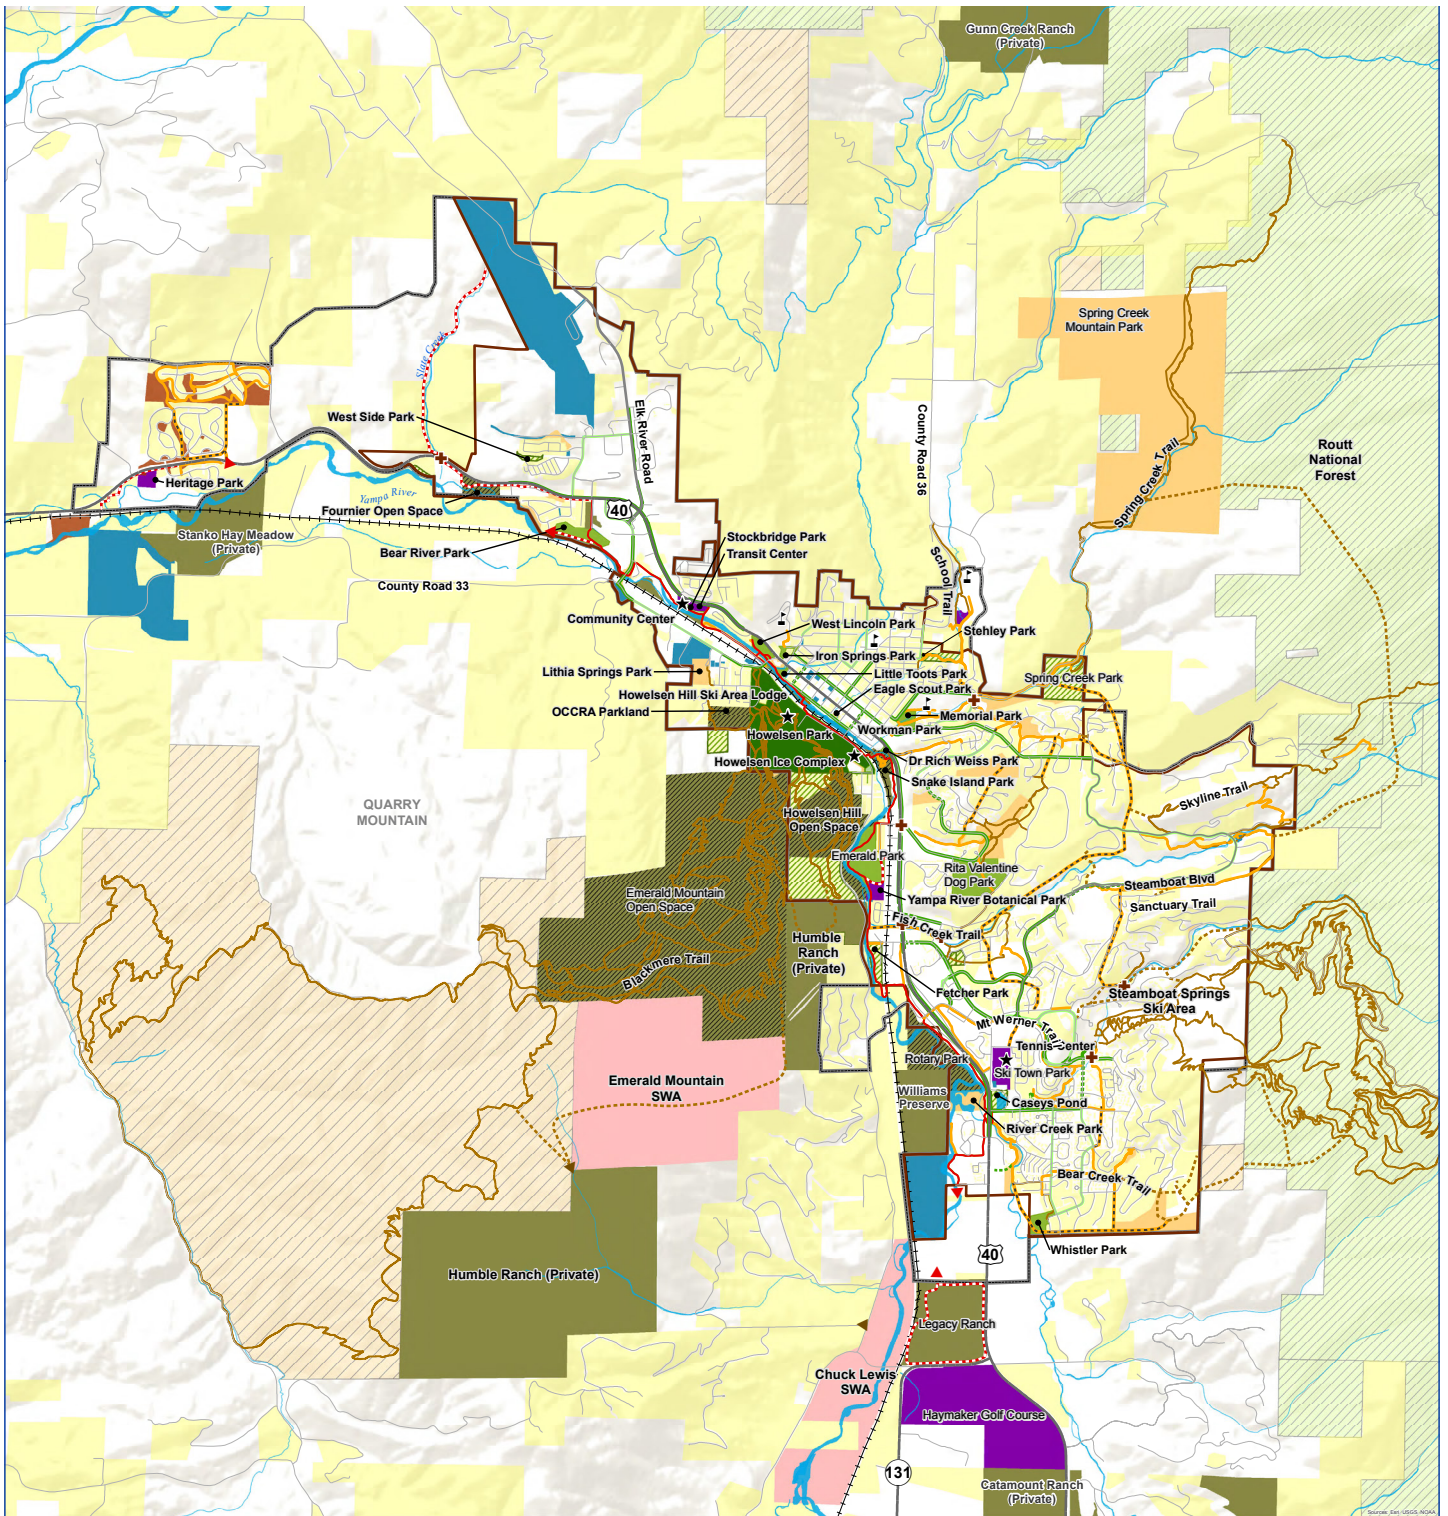 Gunn Creek Ranch
(Private)
Spring Creek
Mountain Park
Slate Creek
Elk River Road
County Road 36
West Side Park
Routt
National
Forest
Spring Creek Trail
Heritage Park
Yampa River
Fournier Open Space
40
Stanko Hay Meadow
(Private)
Bear River Park
Stockbridge Park
Transit Center
School Trail
County Road 33
Community Center
West Lincoln Park
Stehley Park
Iron Springs Park
Lithia Springs Park
Little Toots Park
Spring Creek Park
Howelsen Hill Ski Area Lodge
Eagle Scout Park
OCCRA Parkland
Memorial Park
Workman Park
Howelsen Park
Howelsen Ice Complex
Dr Rich Weiss Park
Snake Island Park
Skyline Trail
QUARRY
MOUNTAIN
Howelsen Hill
Open Space
Emerald Park
Rita Valentine
Dog Park
Steamboat Blvd
Emerald Mountain
Open Space
Yampa River Botanical Park
Sanctuary Trail
Fish Creek Trail
Humble
Ranch
(Private)
Blackmere Trail
Fetcher Park
Steamboat Springs
Ski Area
Mt Werner Trail
Tennis Center
Rotary Park
Ski Town Park
Emerald Mountain
SWA
Williams
Preserve
Caseys Pond
River Creek Park
Bear Creek Trail
Whistler Park
40
Humble Ranch (Private)
Legacy Ranch
Chuck Lewis
SWA
Haymaker Golf Course
131
Catamount Ranch
(Private)
Sources: Esri, USGS, NOAA